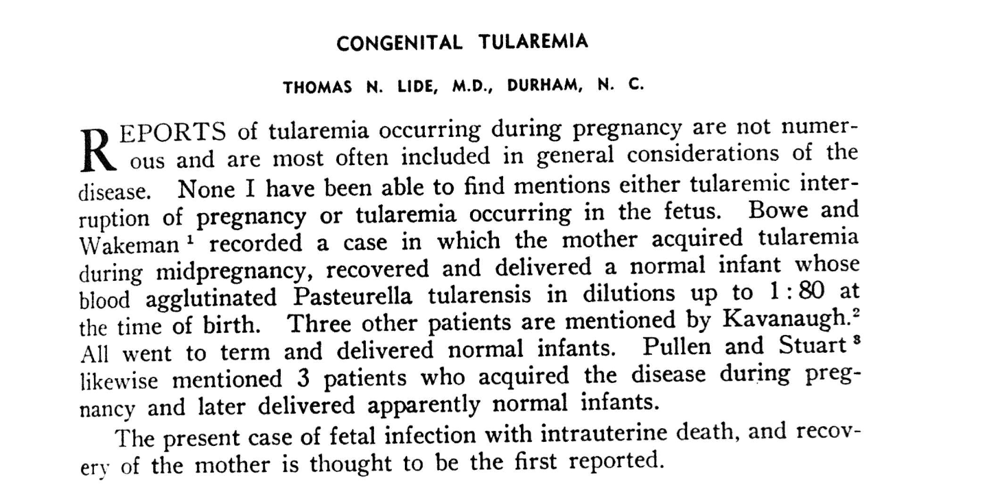 CONGENITAL TULAREMIA
THOMAS N. LIDE, M.D., DURHAM, N. C.
REPORTS of tularemia occurring during pregnancy are not numer-
ous and are most often included in general considerations of the
disease. None I have been able to find mentions either tularemic inter-
ruption of pregnancy or tularemia occurring in the fetus. Bowe and
Wakeman ¹ recorded a case in which the mother acquired tularemia
during midpregnancy, recovered and delivered a normal infant whose
blood agglutinated Pasteurella tularensis in dilutions up to 1 : 80 at
the time of birth. Three other patients are mentioned by Kavanaugh.²
All went to term and delivered normal infants. Pullen and Stuart ³
likewise mentioned 3 patients who acquired the disease during preg-
nancy and later delivered apparently normal infants.
The present case of fetal infection with intrauterine death, and recov-
ery of the mother is thought to be the first reported.